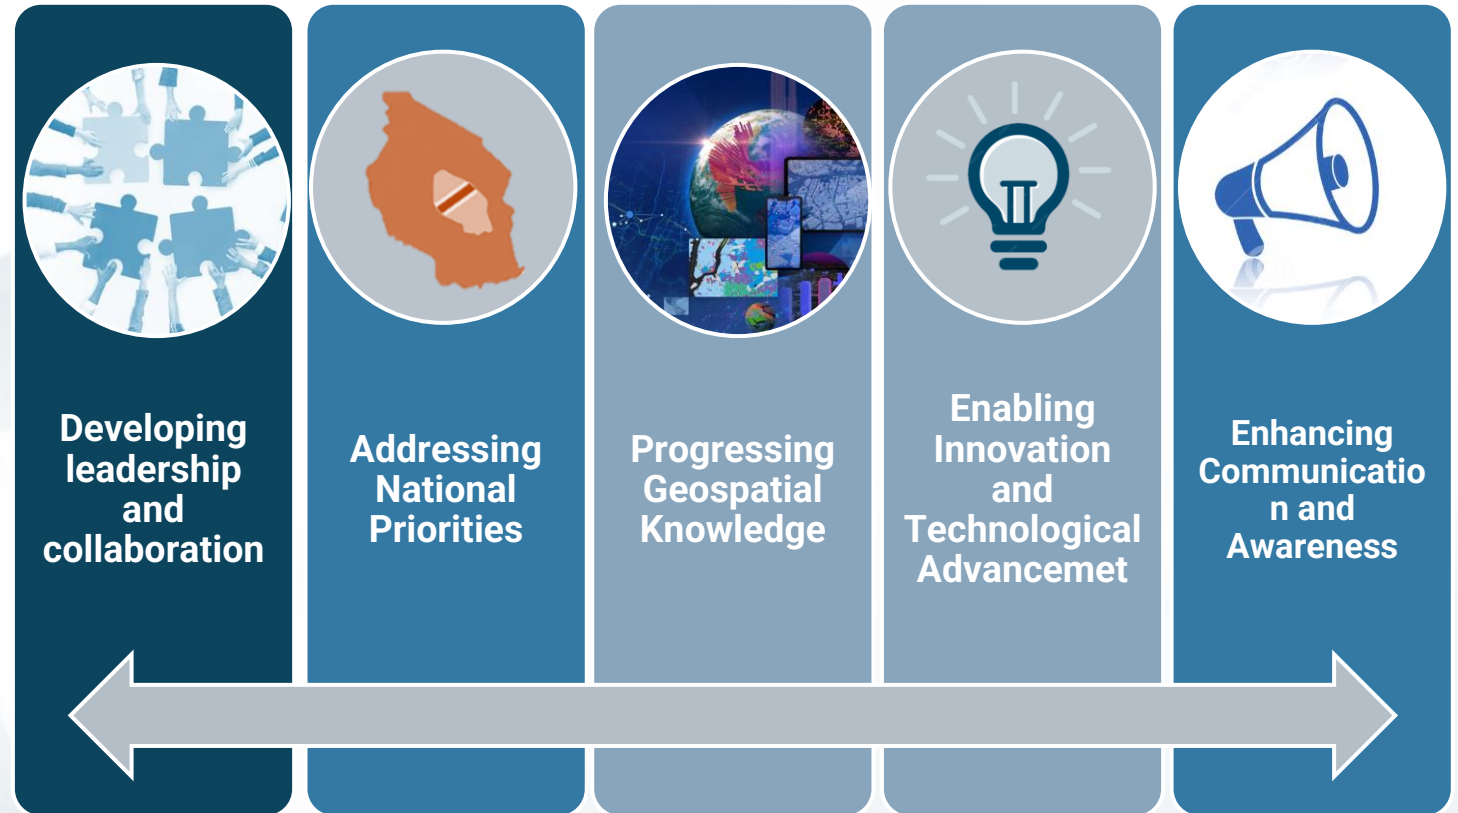 Developing
leadership
and
collaboration
Addressing
National
Priorities
Progressing
Geospatial
Knowledge
Enabling
Innovation
and
Technological
Advancemet
Enhancing
Communicatio
n and
Awareness